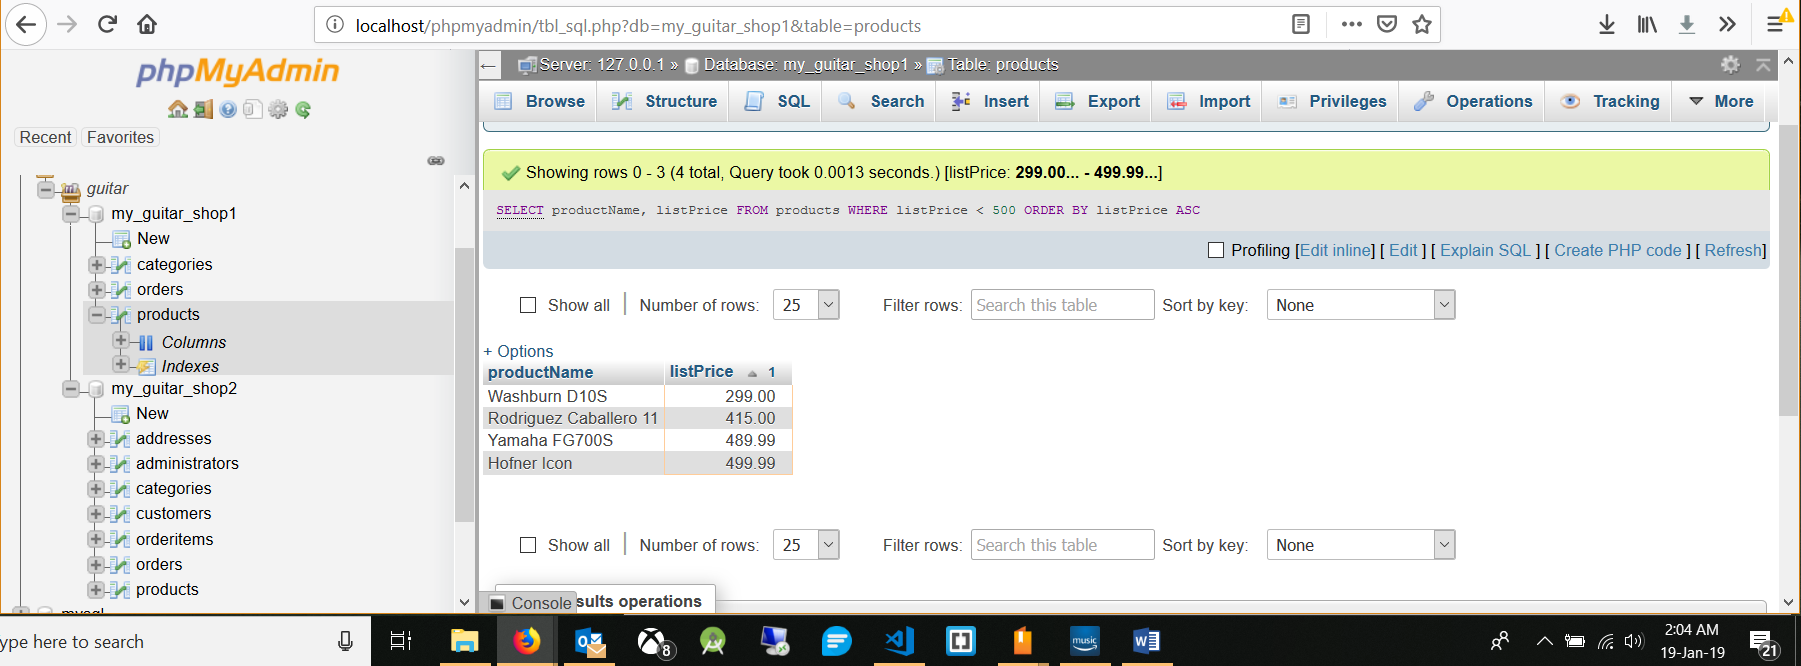 localhost/phpmyadmin/tbl_sql.php?db=my_guitar_shop1&table=products
phpMyAdmin
Recent Favorites
guitar
my_guitar_shop1
New
categories
orders
products
Columns
Indexes
my_guitar_shop2
New
addresses
administrators
categories
customers
orderitems
orders
products
mysql
Server: 127.0.0.1 » Database: my_guitar_shop1 » Table: products
Browse Structure SQL Search Insert Export Import Privileges Operations Tracking More
Showing rows 0 - 3 (4 total, Query took 0.0013 seconds.) [listPrice: 299.00... - 499.99...]
SELECT productName, listPrice FROM products WHERE listPrice < 500 ORDER BY listPrice ASC
Profiling [Edit inline] [ Edit ] [ Explain SQL ] [ Create PHP code ] [ Refresh]
Show all Number of rows: 25 Filter rows: Search this table Sort by key: None
+ Options
productName listPrice 1
Washburn D10S 299.00
Rodriguez Caballero 11 415.00
Yamaha FG700S 489.99
Hofner Icon 499.99
Show all Number of rows: 25 Filter rows: Search this table Sort by key: None
Console sults operations
ype here to search
8
music
2:04 AM
19-Jan-19
21